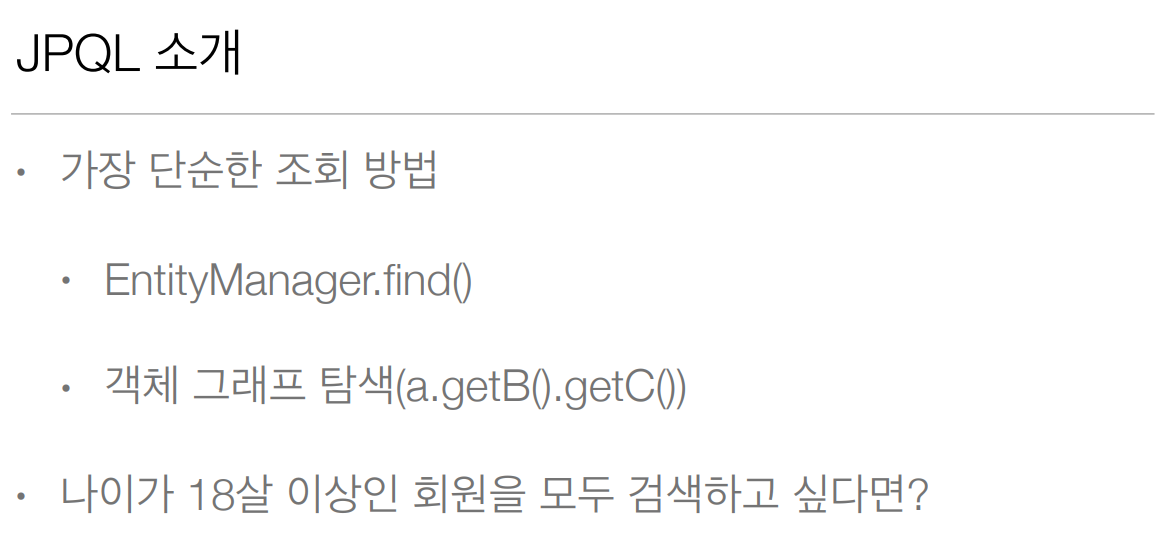 JPQL 소개
• 가장 단순한 조회 방법
• EntityManager.find()
• 객체 그래프 탐색(a.getB().getC())
• 나이가 18살 이상인 회원을 모두 검색하고 싶다면?